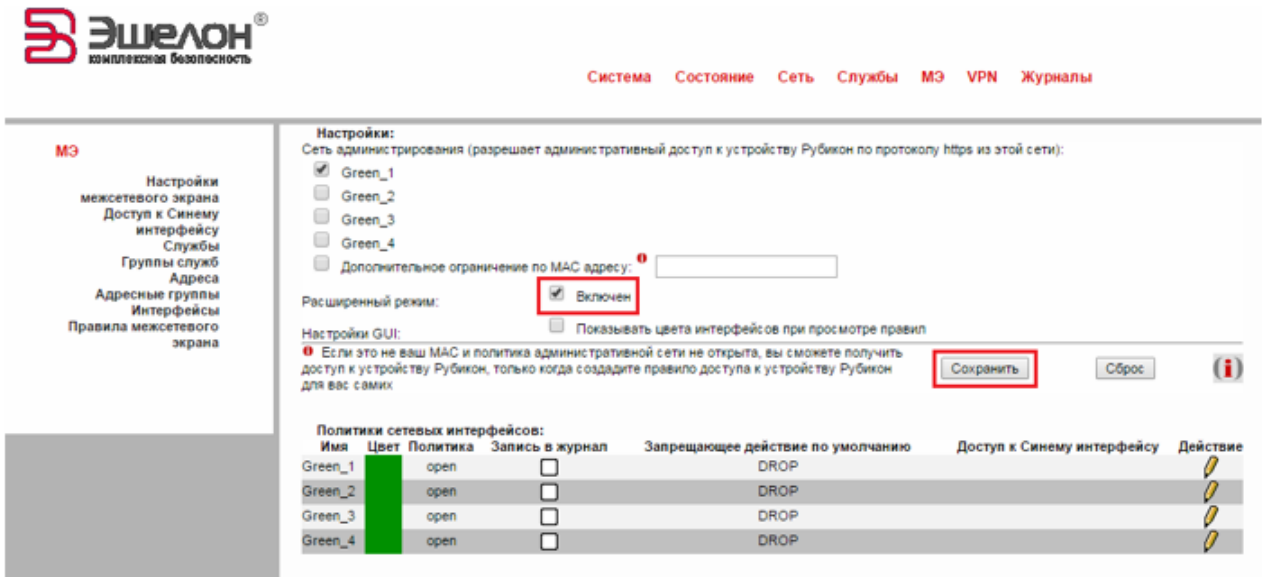 Эшелон®
комплексная безопасность
Система Состояние Сеть Службы МЭ VPN Журналы
МЭ
Настройки
межсетевого экрана
Доступ к Синему
интерфейсу
Службы
Группы служб
Адреса
Адресные группы
Интерфейсы
Правила межсетевого
экрана
Настройки:
Сеть администрирования (разрешает административный доступ к устройству Рубикон по протоколу https из этой сети):
Green_1
Green_2
Green_3
Green_4
Дополнительное ограничение по MAC адресу:
Расширенный режим: Включен
Настройки GUI: Показывать цвета интерфейсов при просмотре правил
Если это не ваш MAC и политика административной сети не открыта, вы сможете получить
доступ к устройству Рубикон, только когда создадите правило доступа к устройству Рубикон
для вас самих
Сохранить Сброс (i)
Политики сетевых интерфейсов:
Имя Цвет Политика Запись в журнал Запрещающее действие по умолчанию Доступ к Синему интерфейсу Действие
Green_1 open DROP
Green_2 open DROP
Green_3 open DROP
Green_4 open DROP